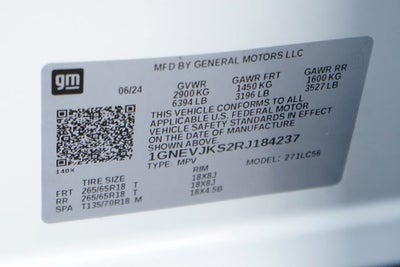 gm
MFD BY GENERAL MOTORS LLC
06/24 GVWR GAWR FRT GAWR RR
2900 KG 1450 KG 1600 KG
6394 LB 3196 LB 3527 LB
THIS VEHICLE CONFORMS TO ALL
APPLICABLE U.S. FEDERAL MOTOR
VEHICLE SAFETY STANDARDS IN EFFECT
ON THE DATE OF MANUFACTURE SHOWN ABOVE
1GNEVJKS2RJ184237
TYPE: MPV MODEL: 271LC56
140X
TIRE SIZE RIM
FRT 265/65R18 T 18X8J
RR 265/65R18 T 18X8J
SPA T135/70R18 M 18X4.5B